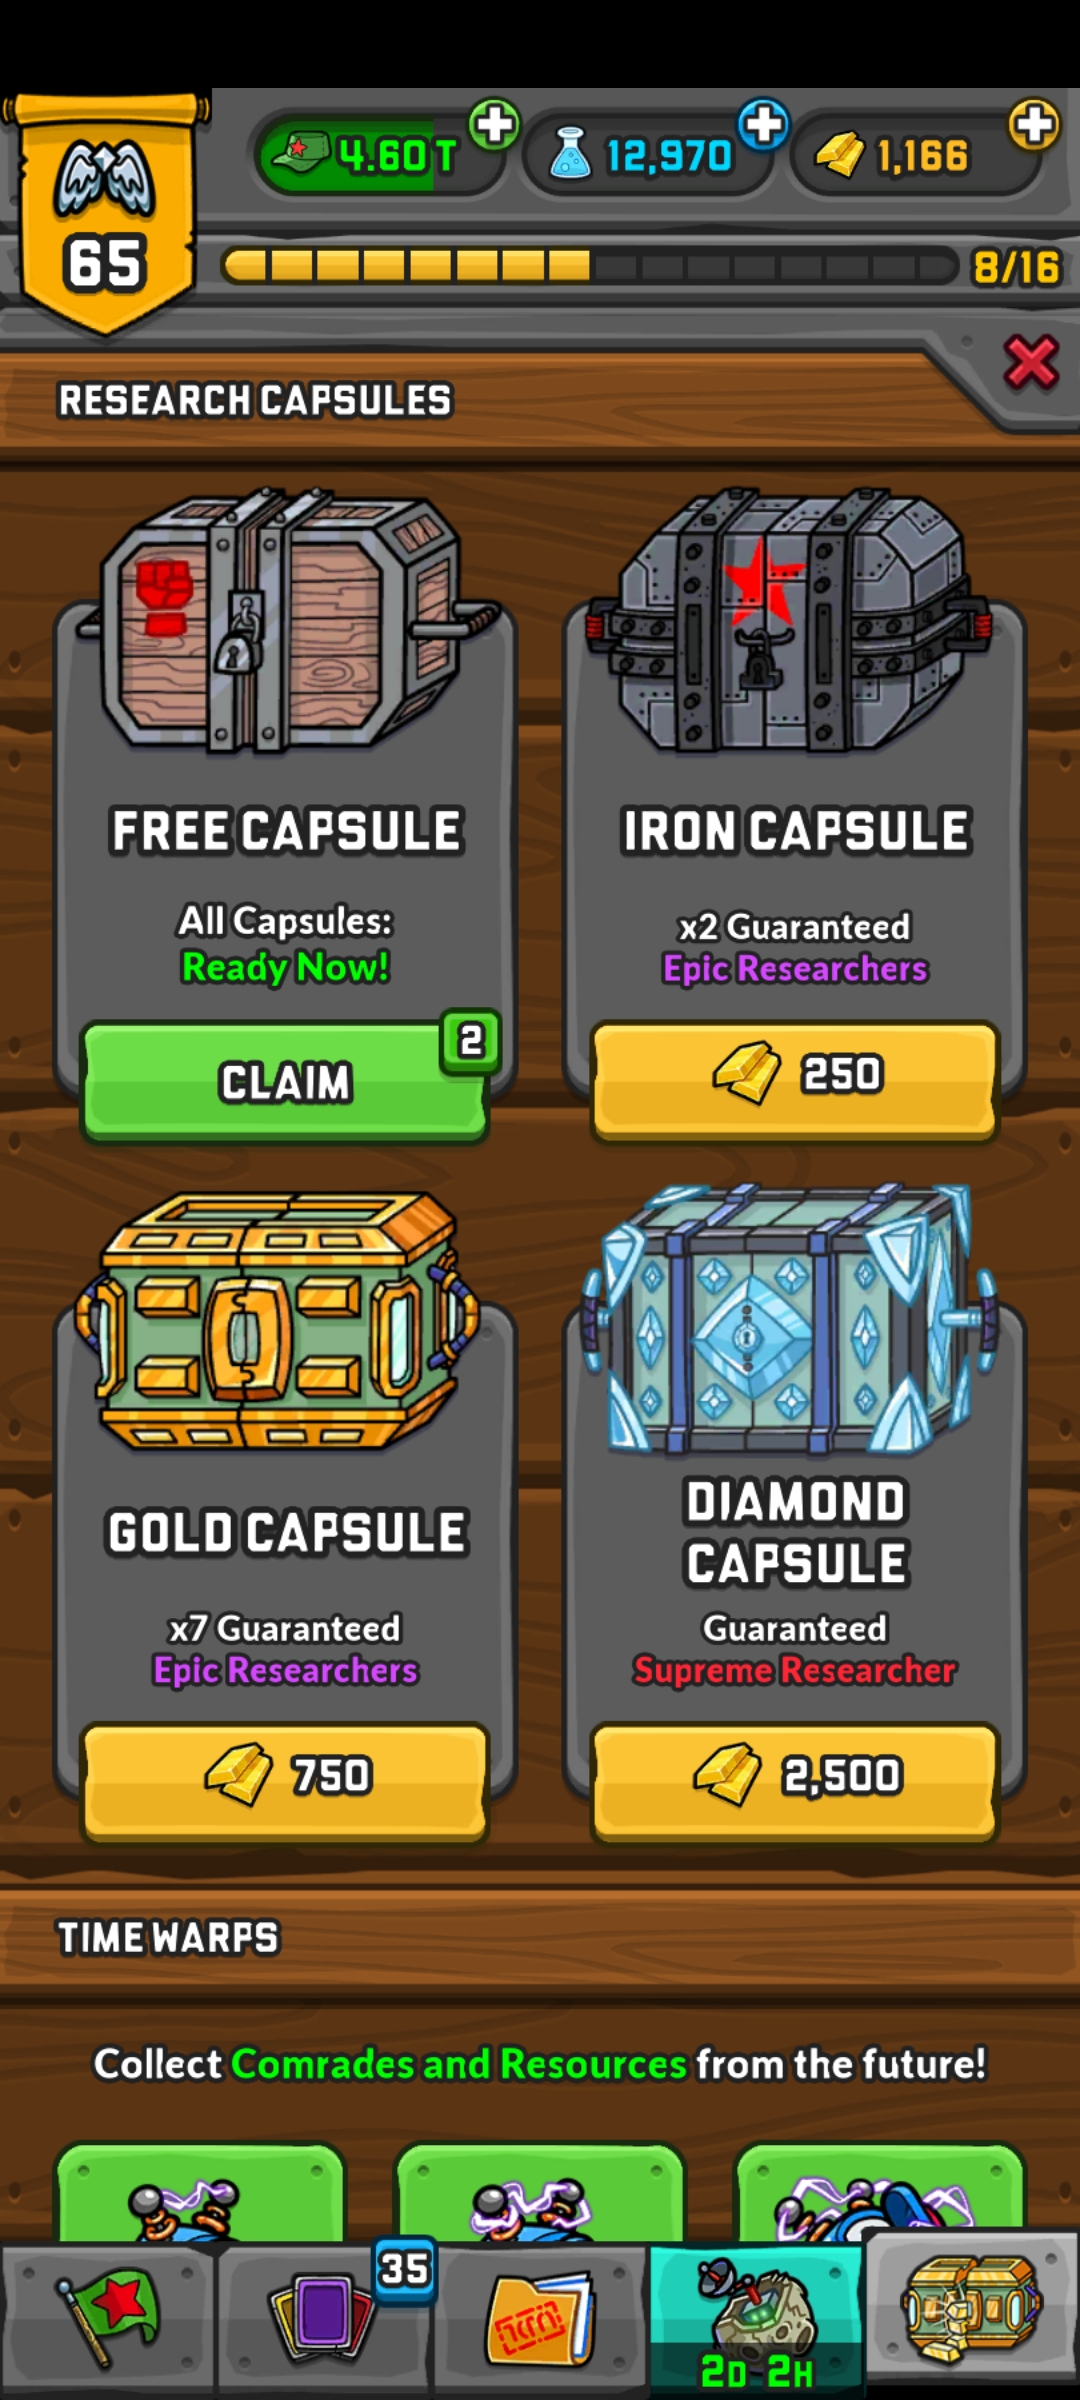 4.60 T
12,970
1,166
65
8/16
RESEARCH CAPSULES
FREE CAPSULE
All Capsules:
Ready Now!
CLAIM
2
IRON CAPSULE
x2 Guaranteed
Epic Researchers
250
GOLD CAPSULE
x7 Guaranteed
Epic Researchers
750
DIAMOND
CAPSULE
Guaranteed
Supreme Researcher
2,500
TIME WARPS
Collect Comrades and Resources from the future!
35
2D 2H